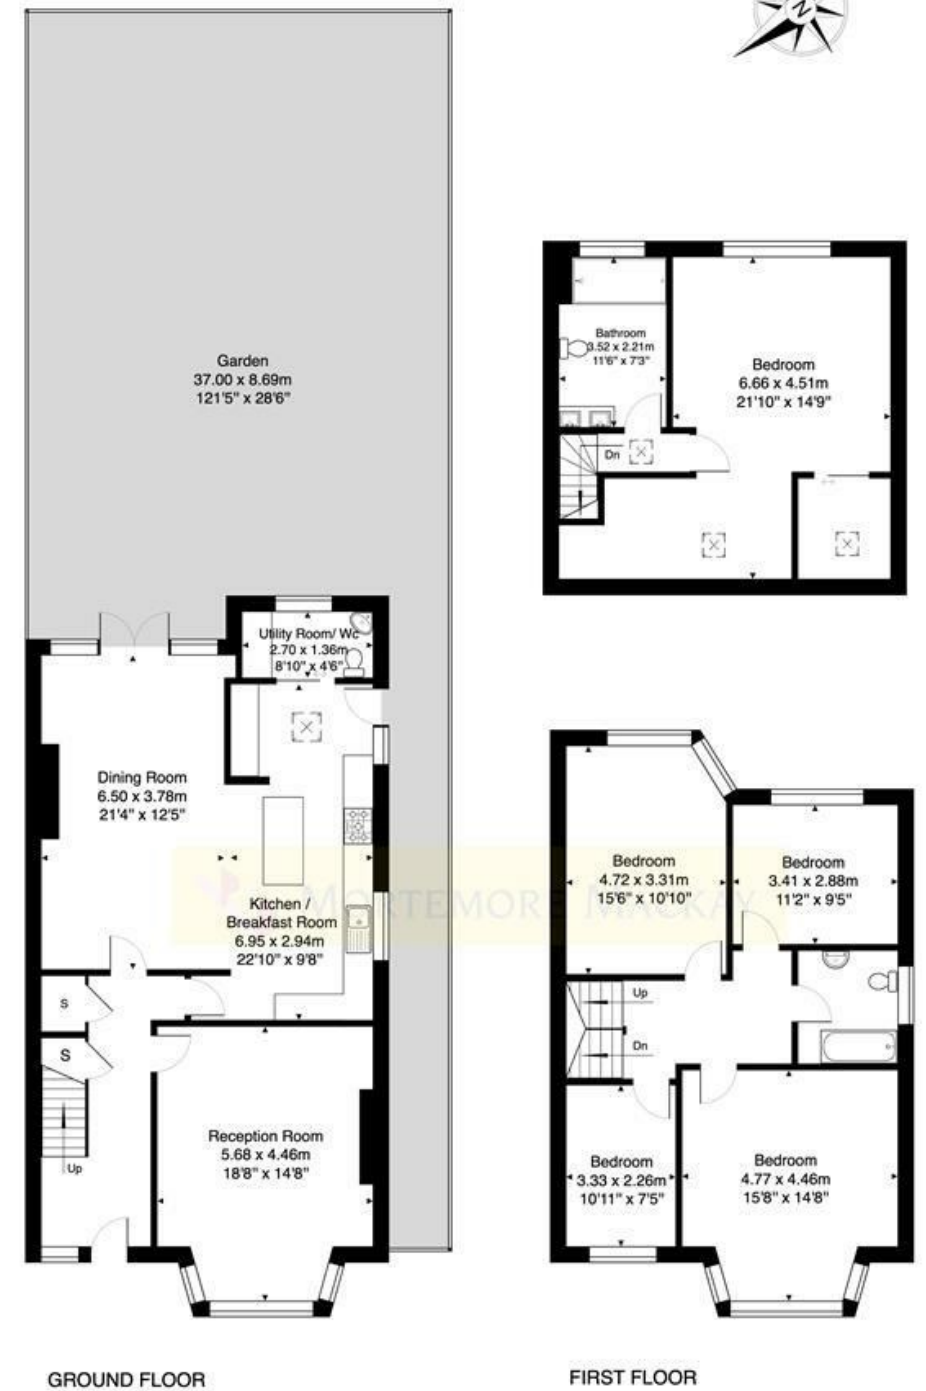 N
Garden
37.00 x 8.69m
121'5" x 28'6"
Bathroom
3.52 x 2.21m
11'6" x 7'3"
Bedroom
6.66 x 4.51m
21'10" x 14'9"
Dn
Utility Room/ Wc
2.70 x 1.36m
8'10" x 4'6"
Dining Room
6.50 x 3.78m
21'4" x 12'5"
Kitchen /
Breakfast Room
6.95 x 2.94m
22'10" x 9'8"
S
S
Up
Reception Room
5.68 x 4.46m
18'8" x 14'8"
GROUND FLOOR
Bedroom
4.72 x 3.31m
15'6" x 10'10"
Bedroom
3.41 x 2.88m
11'2" x 9'5"
Up
Dn
Bedroom
3.33 x 2.26m
10'11" x 7'5"
Bedroom
4.77 x 4.46m
15'8" x 14'8"
FIRST FLOOR
MORTEMORE MACKAY